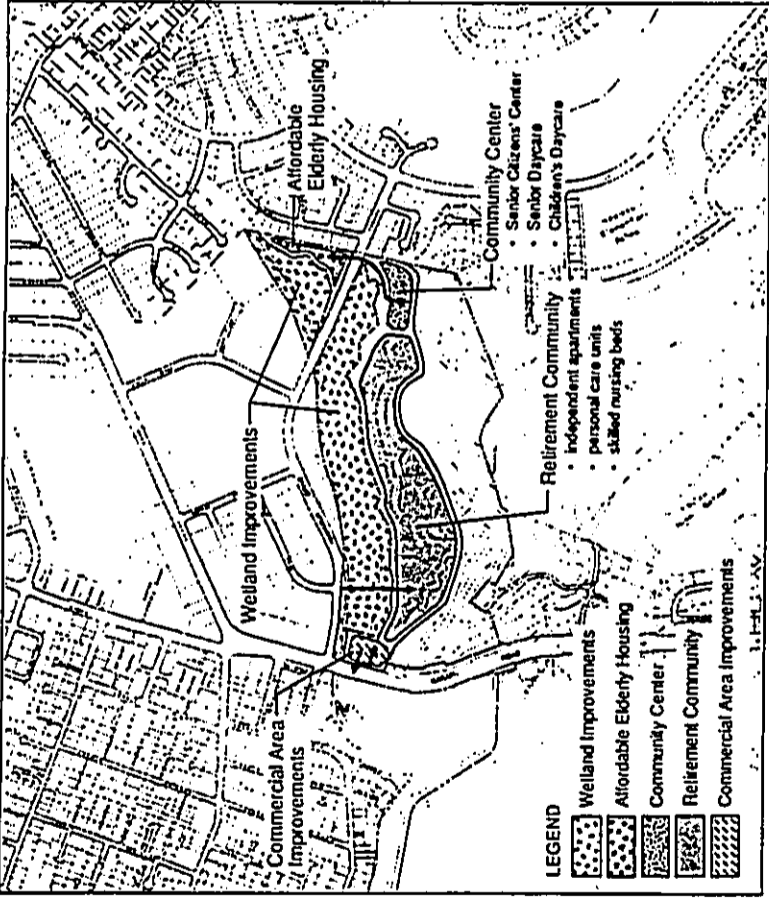 Affordable
Elderly Housing
Wetland Improvements
Commercial Area
Improvements
Community Center
• Senior Citizens' Center
• Senior Daycare
• Children's Daycare
Retirement Community
• independent apartments
• personal care units
• skilled nursing beds
LEGEND
Wetland Improvements
Affordable Elderly Housing
Community Center
Retirement Community
Commercial Area Improvements